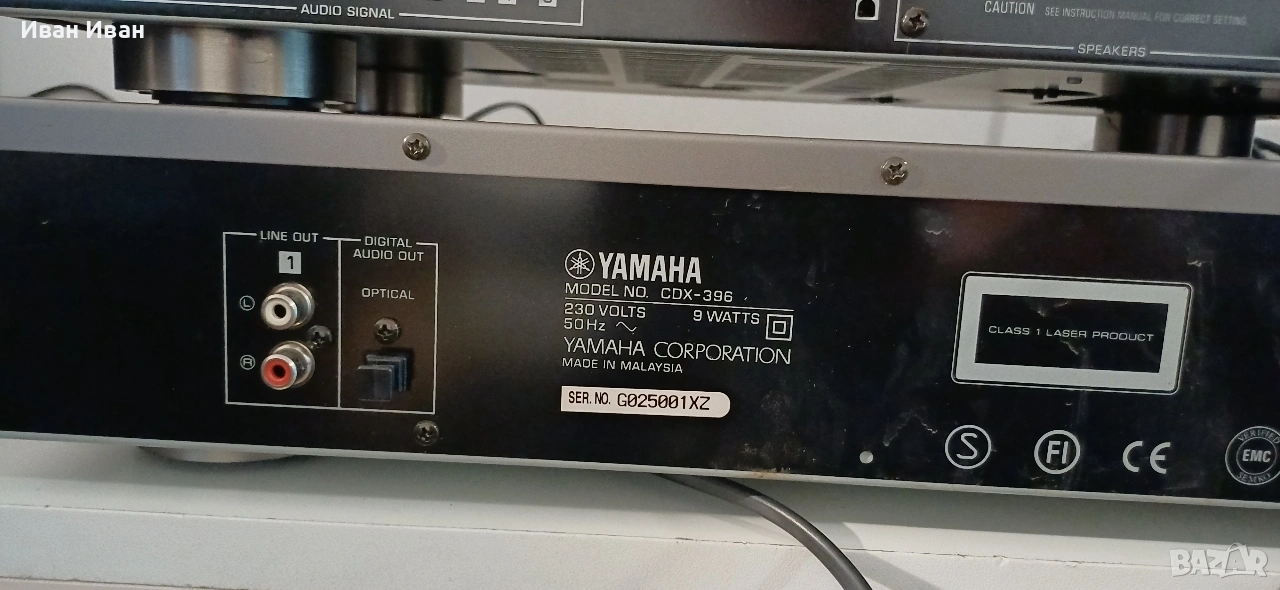 Иван Иван
AUDIO SIGNAL
CAUTION SEE INSTRUCTION MANUAL FOR CORRECT SETTING.
SPEAKERS
LINE OUT
1
L
R
DIGITAL
AUDIO OUT
OPTICAL
YAMAHA
MODEL NO. CDX-396
230 VOLTS 9 WATTS
50Hz
YAMAHA CORPORATION
MADE IN MALAYSIA
SER. NO. G025001XZ
CLASS 1 LASER PRODUCT
S
FI
CE
VERIFIED
EMC
SEMKO
BAZAR